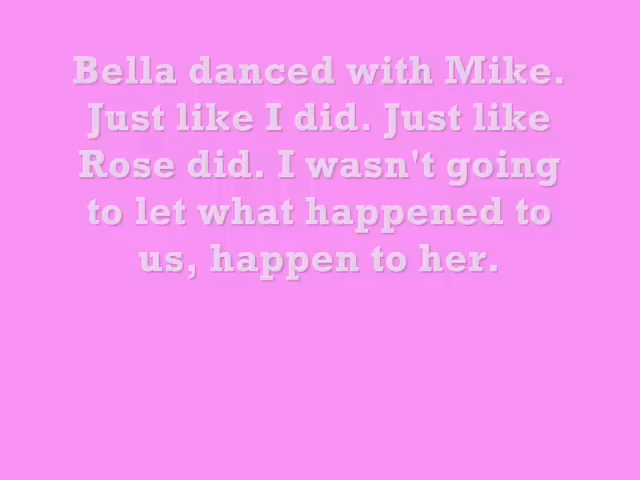 Bella danced with Mike.
Just like I did. Just like
Rose did. I wasn't going
to let what happened to
us, happen to her.